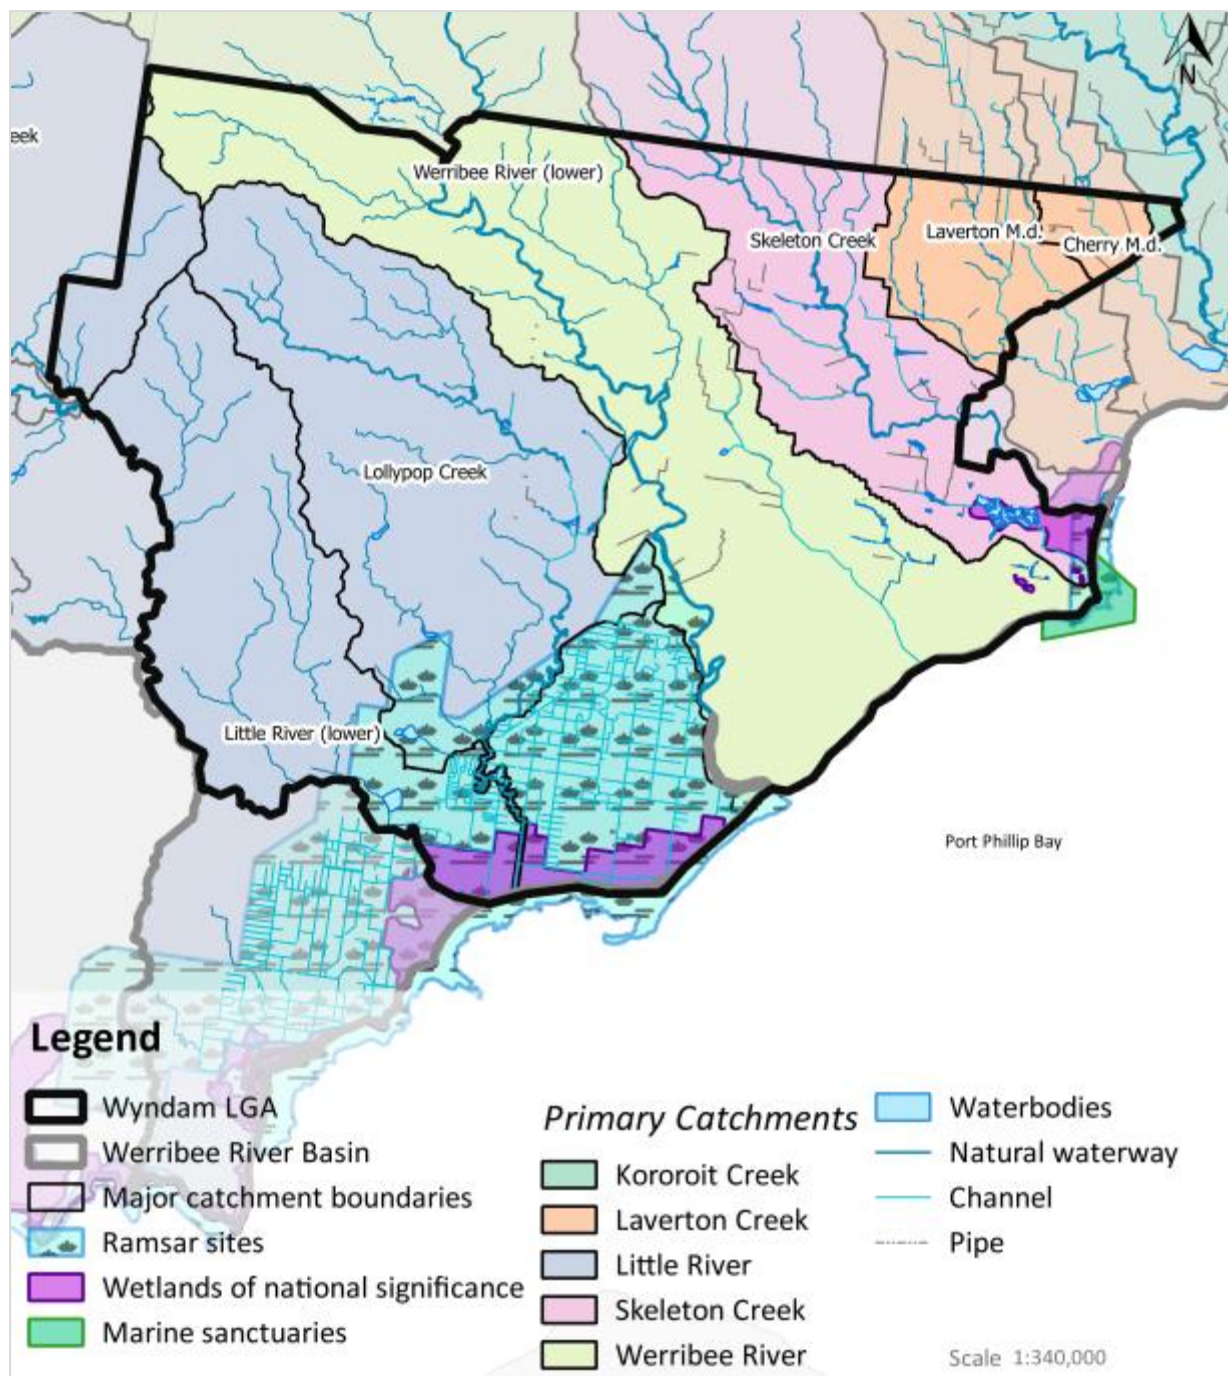 N
eek
Werribee River (lower)
Skeleton Creek
Laverton M.d.
Cherry M.d.
Lollypop Creek
Little River (lower)
Port Phillip Bay
Legend
Wyndam LGA
Werribee River Basin
Major catchment boundaries
Ramsar sites
Wetlands of national significance
Marine sanctuaries
Primary Catchments
Kororoit Creek
Laverton Creek
Little River
Skeleton Creek
Werribee River
Waterbodies
Natural waterway
Channel
Pipe
Scale 1:340,000